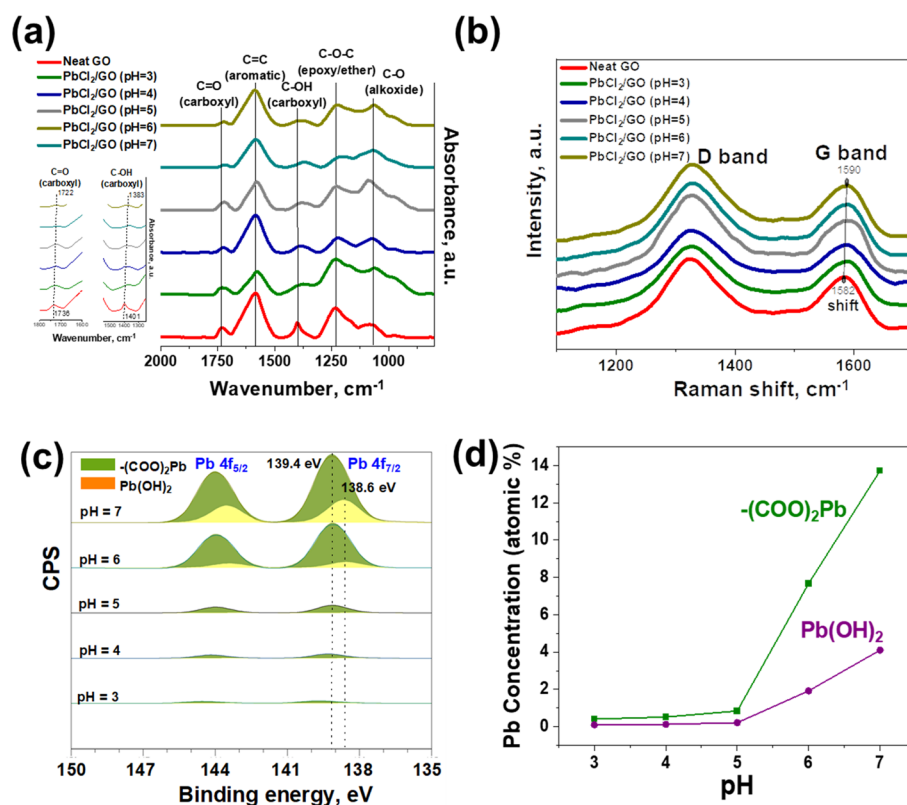 (a)
Neat GO
PbCl2/GO (pH=3)
PbCl2/GO (pH=4)
PbCl2/GO (pH=5)
PbCl2/GO (pH=6)
PbCl2/GO (pH=7)
C=O
(carboxyl)
C=C
(aromatic)
C-OH
(carboxyl)
C-O-C
(epoxy/ether)
C-O
(alkoxide)
Absorbance, a.u.
2000 1500 1000
Wavenumber, cm-1
C=O
(carboxyl)
1722
1736
1800 1700 1600
C-OH
(carboxyl)
1383
1401
1500 1400 1300
Absorbance, a.u.
Wavenumber, cm-1
(b)
Neat GO
PbCl2/GO (pH=3)
PbCl2/GO (pH=4)
PbCl2/GO (pH=5)
PbCl2/GO (pH=6)
PbCl2/GO (pH=7)
D band
G band
1590
1582
shift
Intensity, a.u.
1200 1400 1600
Raman shift, cm-1
(c)
-(COO)2Pb
Pb(OH)2
Pb 4f5/2
139.4 eV
Pb 4f7/2
138.6 eV
pH = 7
pH = 6
pH = 5
pH = 4
pH = 3
CPS
150 147 144 141 138 135
Binding energy, eV
(d)
Pb Concentration (atomic %)
14
12
10
8
6
4
2
0
-(COO)2Pb
Pb(OH)2
3 4 5 6 7
pH